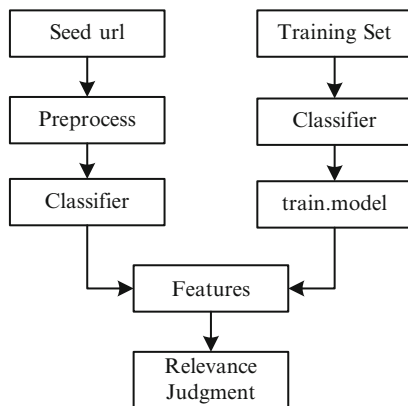 Seed url
Training Set
Preprocess
Classifier
Classifier
train.model
Features
Relevance
Judgment